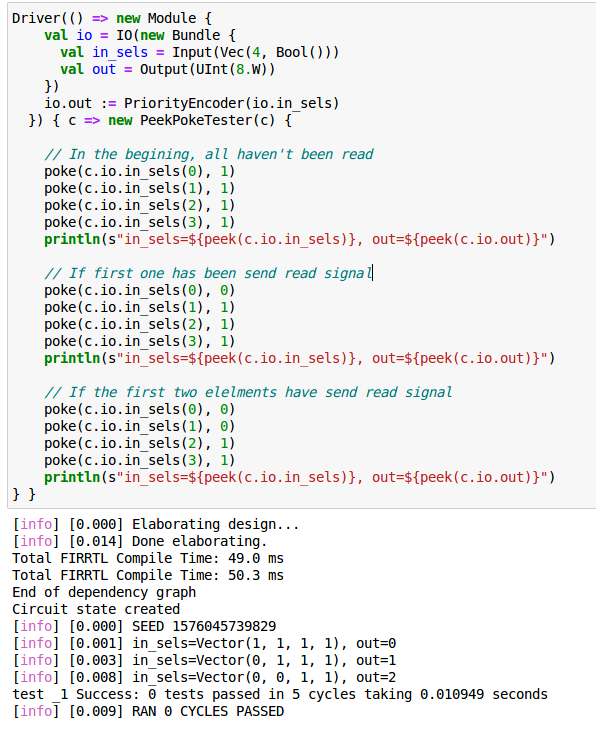 Driver(() => new Module {
    val io = IO(new Bundle {
      val in_sels = Input(Vec(4, Bool()))
      val out = Output(UInt(8.W))
    })
    io.out := PriorityEncoder(io.in_sels)
  }) { c => new PeekPokeTester(c) {

    // In the begining, all haven't been read
    poke(c.io.in_sels(0), 1)
    poke(c.io.in_sels(1), 1)
    poke(c.io.in_sels(2), 1)
    poke(c.io.in_sels(3), 1)
    println(s"in_sels=${peek(c.io.in_sels)}, out=${peek(c.io.out)}")

    // If first one has been send read signal
    poke(c.io.in_sels(0), 0)
    poke(c.io.in_sels(1), 1)
    poke(c.io.in_sels(2), 1)
    poke(c.io.in_sels(3), 1)
    println(s"in_sels=${peek(c.io.in_sels)}, out=${peek(c.io.out)}")

    // If the first two elelments have send read signal
    poke(c.io.in_sels(0), 0)
    poke(c.io.in_sels(1), 0)
    poke(c.io.in_sels(2), 1)
    poke(c.io.in_sels(3), 1)
    println(s"in_sels=${peek(c.io.in_sels)}, out=${peek(c.io.out)}")
} }
[info] [0.000] Elaborating design...
[info] [0.014] Done elaborating.
Total FIRRTL Compile Time: 49.0 ms
Total FIRRTL Compile Time: 50.3 ms
End of dependency graph
Circuit state created
[info] [0.000] SEED 1576045739829
[info] [0.001] in_sels=Vector(1, 1, 1, 1), out=0
[info] [0.003] in_sels=Vector(0, 1, 1, 1), out=1
[info] [0.008] in_sels=Vector(0, 0, 1, 1), out=2
test _1 Success: 0 tests passed in 5 cycles taking 0.010949 seconds
[info] [0.009] RAN 0 CYCLES PASSED